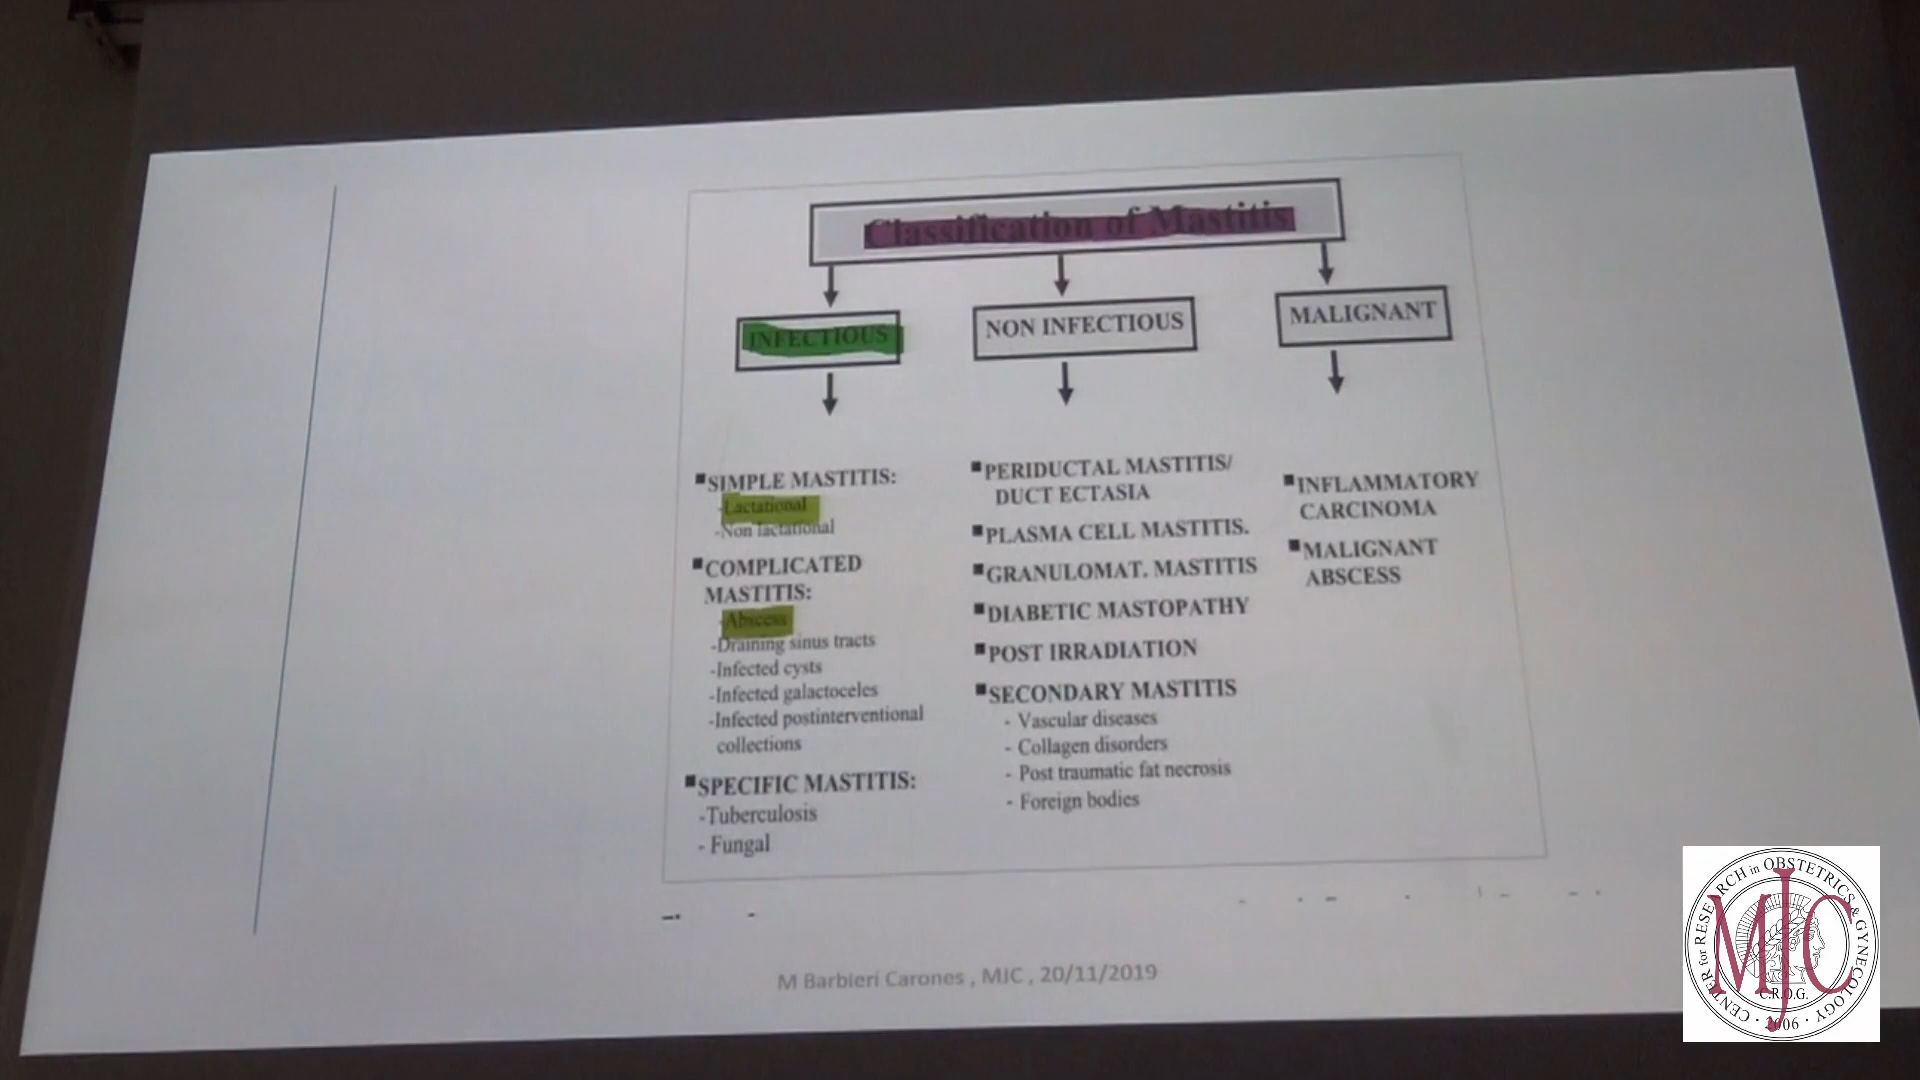 Classification of Mastitis
INFECTIOUS
NON INFECTIOUS
MALIGNANT
▪SIMPLE MASTITIS:
-Lactational
-Non lactational
▪COMPLICATED
MASTITIS:
-Abscess
-Draining sinus tracts
-Infected cysts
-Infected galactoceles
-Infected postinterventional
collections
▪SPECIFIC MASTITIS:
-Tuberculosis
- Fungal
▪PERIDUCTAL MASTITIS/
DUCT ECTASIA
▪PLASMA CELL MASTITIS.
▪GRANULOMAT. MASTITIS
▪DIABETIC MASTOPATHY
▪POST IRRADIATION
▪SECONDARY MASTITIS
- Vascular diseases
- Collagen disorders
- Post traumatic fat necrosis
- Foreign bodies
▪INFLAMMATORY
CARCINOMA
▪MALIGNANT
ABSCESS
M Barbieri Carones , MJC , 20/11/2019
CENTER for RESEARCH in OBSTETRICS & GYNECOLOGY
MJC
C.R.O.G.
2006